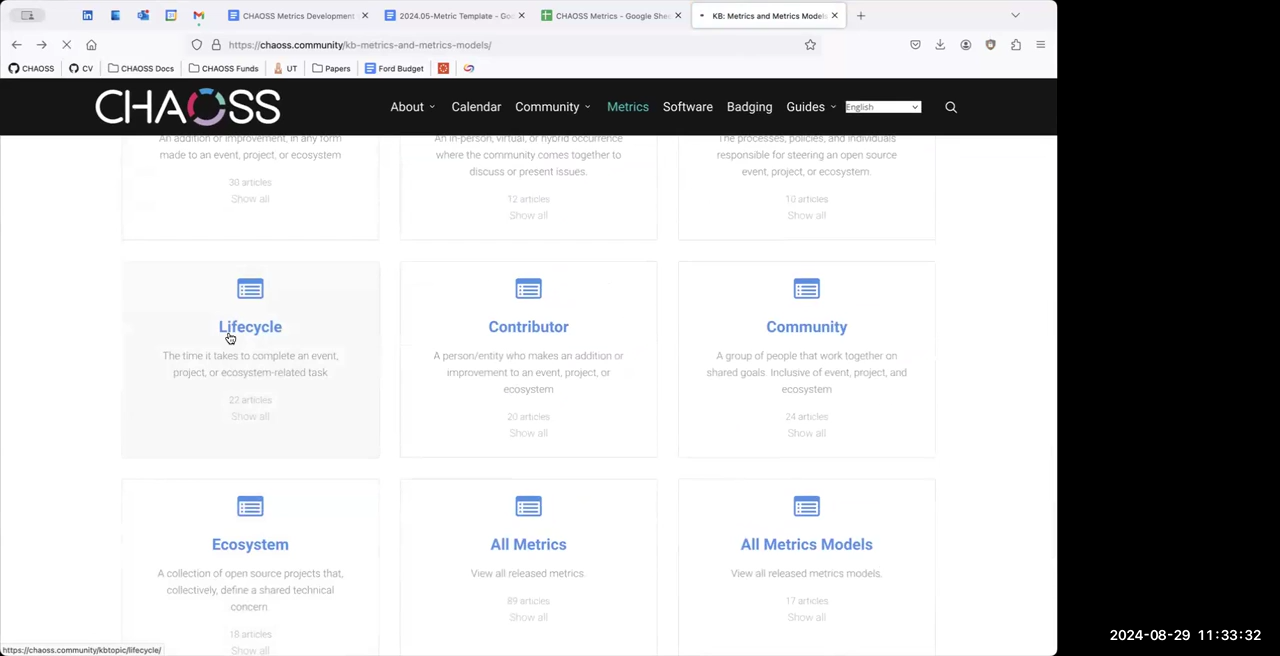 CHAOSS Metrics Development
2024.05-Metric Template - Goo
CHAOSS Metrics - Google She
KB: Metrics and Metrics Models
https://chaoss.community/kb-metrics-and-metrics-models/
CHAOSS
CV
CHAOSS Docs
CHAOSS Funds
UT
Papers
Ford Budget
CHAOSS
About
Calendar
Community
Metrics
Software
Badging
Guides
English
An addition or improvement, in any form
made to an event, project, or ecosystem
30 articles
Show all
An in-person, virtual, or hybrid occurrence
where the community comes together to
discuss or present issues.
12 articles
Show all
The processes, policies, and individuals
responsible for steering an open source
event, project, or ecosystem.
10 articles
Show all
Lifecycle
The time it takes to complete an event,
project, or ecosystem-related task
articles
Show all
Contributor
A person/entity who makes an addition or
improvement to an event, project, or
ecosystem
20 articles
Show all
Community
A group of people that work together on
shared goals. Inclusive of event, project, and
ecosystem
24 articles
Show all
Ecosystem
A collection of open source projects that,
collectively, define a shared technical
concern
18 articles
Show all
All Metrics
View all released metrics.
89 articles
Show all
All Metrics Models
View all released metrics models.
17 articles
Show all
https://chaoss.community/kbtopic/lifecycle/
2024-08-29 11:33:32